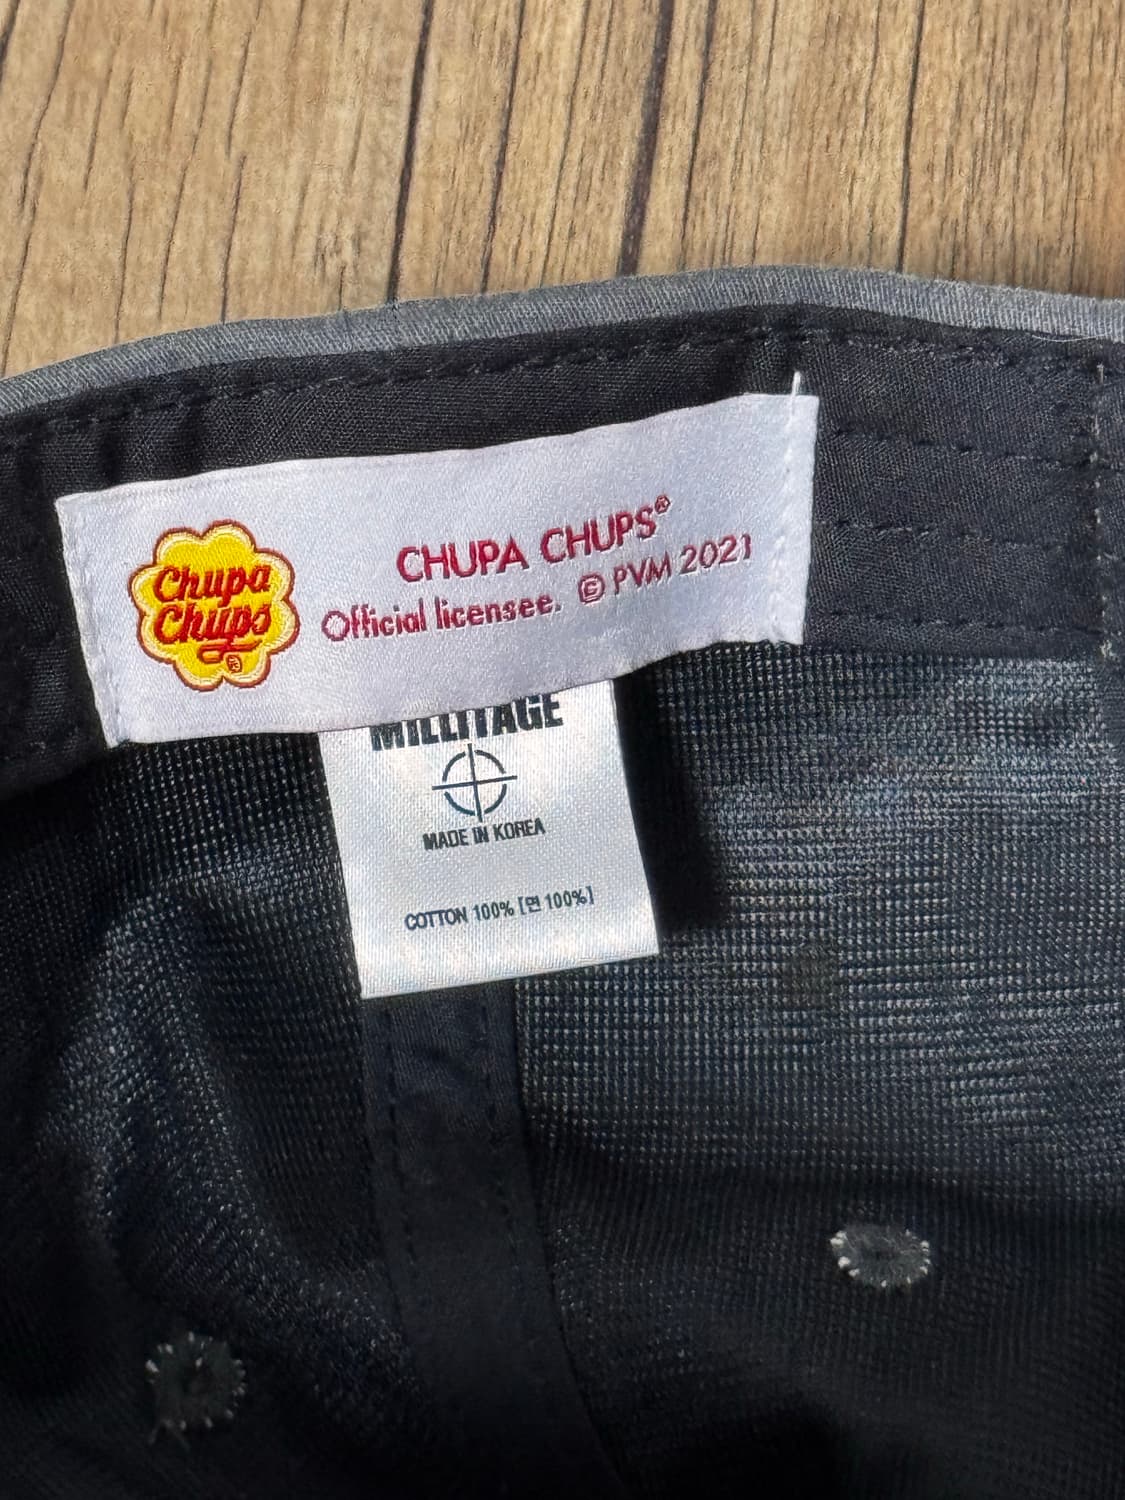 Chupa
Chups
®
CHUPA CHUPS®
Official licensee. © PVM 2021
MILLITAGE
MADE IN KOREA
COTTON 100% [면 100%]